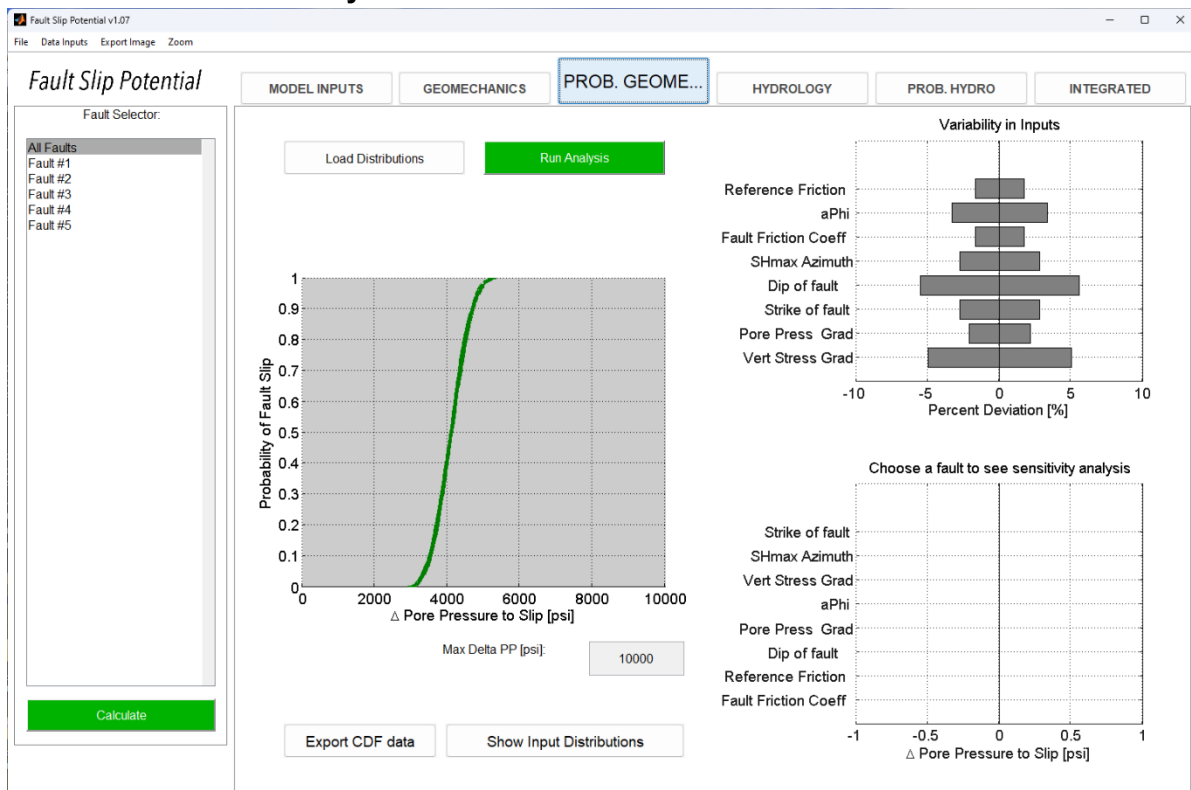 Fault Slip Potential v1.07
File Data Inputs Export Image Zoom
Fault Slip Potential
MODEL INPUTS GEOMECHANICS PROB. GEOME... HYDROLOGY PROB. HYDRO INTEGRATED
Fault Selector:
All Faults
Fault #1
Fault #2
Fault #3
Fault #4
Fault #5
Calculate
Load Distributions Run Analysis
1
0.9
0.8
0.7
0.6
0.5
0.4
0.3
0.2
0.1
0
Probability of Fault Slip
0 2000 4000 6000 8000 10000
Δ Pore Pressure to Slip [psi]
Max Delta PP [psi]: 10000
Export CDF data Show Input Distributions
Variability in Inputs
Reference Friction
aPhi
Fault Friction Coeff
SHmax Azimuth
Dip of fault
Strike of fault
Pore Press Grad
Vert Stress Grad
-10 -5 0 5 10
Percent Deviation [%]
Choose a fault to see sensitivity analysis
Strike of fault
SHmax Azimuth
Vert Stress Grad
aPhi
Pore Press Grad
Dip of fault
Reference Friction
Fault Friction Coeff
-1 -0.5 0 0.5 1
Δ Pore Pressure to Slip [psi]